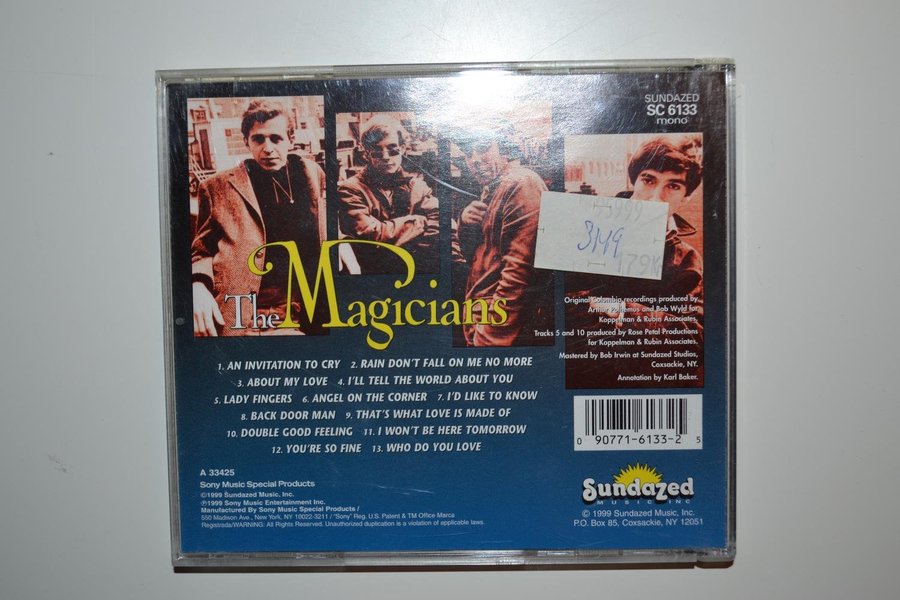 SUNDAZED
SC 6133
mono
3999
3149
179K
The Magicians
Original Columbia recordings produced by
Arthur Polhemus and Bob Wyld for
Koppelman & Rubin Associates.
Tracks 5 and 10 produced by Rose Petal Productions
for Koppelman & Rubin Associates.
Mastered by Bob Irwin at Sundazed Studios,
Coxsackie, NY.
Annotation by Karl Baker.
1. AN INVITATION TO CRY 2. RAIN DON'T FALL ON ME NO MORE
3. ABOUT MY LOVE 4. I'LL TELL THE WORLD ABOUT YOU
5. LADY FINGERS 6. ANGEL ON THE CORNER 7. I'D LIKE TO KNOW
8. BACK DOOR MAN 9. THAT'S WHAT LOVE IS MADE OF
10. DOUBLE GOOD FEELING 11. I WON'T BE HERE TOMORROW
12. YOU'RE SO FINE 13. WHO DO YOU LOVE
0 90771-6133-2 5
A 33425
Sony Music Special Products
©1999 Sundazed Music, Inc.
℗1999 Sony Music Entertainment Inc.
Manufactured By Sony Music Special Products /
550 Madison Ave., New York, NY 10022-3211 / "Sony" Reg. U.S. Patent & TM Office Marca
Registrada/WARNING: All Rights Reserved. Unauthorized duplication is a violation of applicable laws.
Sundazed
MUSIC INC
© 1999 Sundazed Music, Inc.
P.O. Box 85, Coxsackie, NY 12051